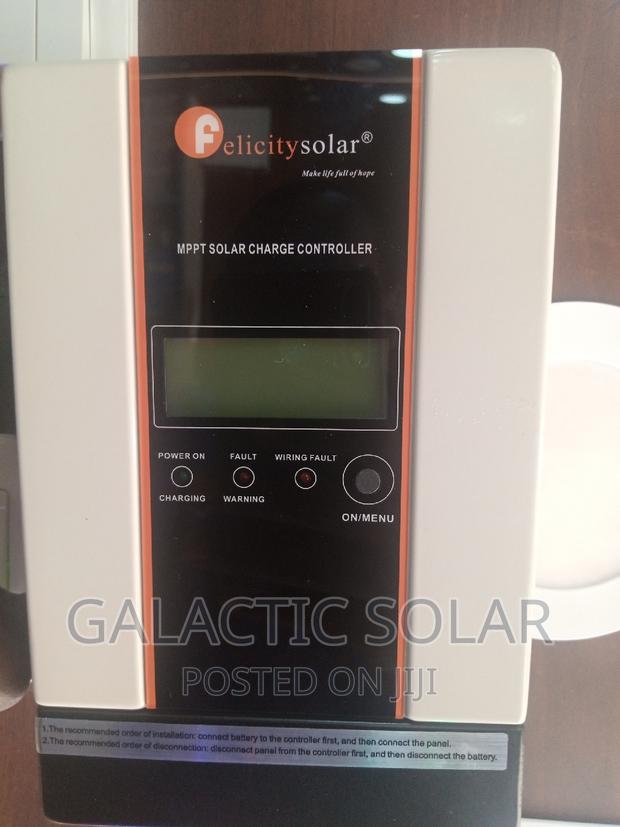 felicitysolar®
Make life full of hope
MPPT SOLAR CHARGE CONTROLLER
POWER ON FAULT WIRING FAULT
CHARGING WARNING
ON/MENU
GALACTIC SOLAR
POSTED ON JIJI
1.The recommended order of installation: connect battery to the controller first, and then connect the panel.
2.The recommended order of disconnection: disconnect panel from the controller first, and then disconnect the battery.